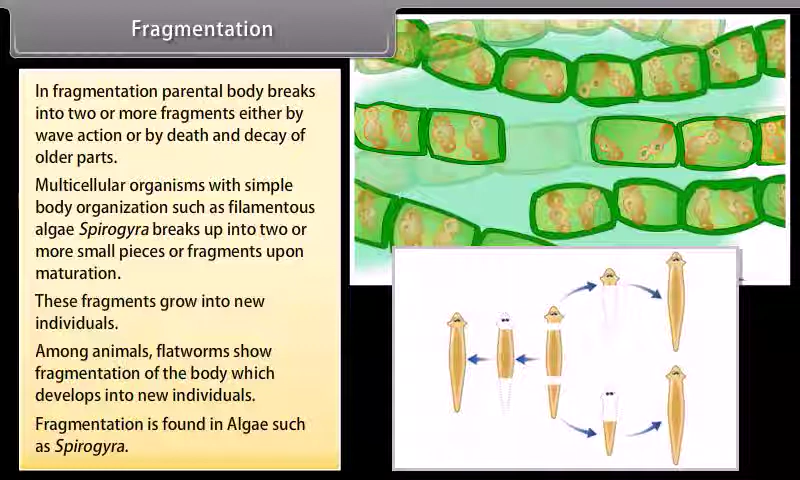 Fragmentation
In fragmentation parental body breaks
into two or more fragments either by
wave action or by death and decay of
older parts.
Multicellular organisms with simple
body organization such as filamentous
algae Spirogyra breaks up into two or
more small pieces or fragments upon
maturation.
These fragments grow into new
individuals.
Among animals, flatworms show
fragmentation of the body which
develops into new individuals.
Fragmentation is found in Algae such
as Spirogyra.